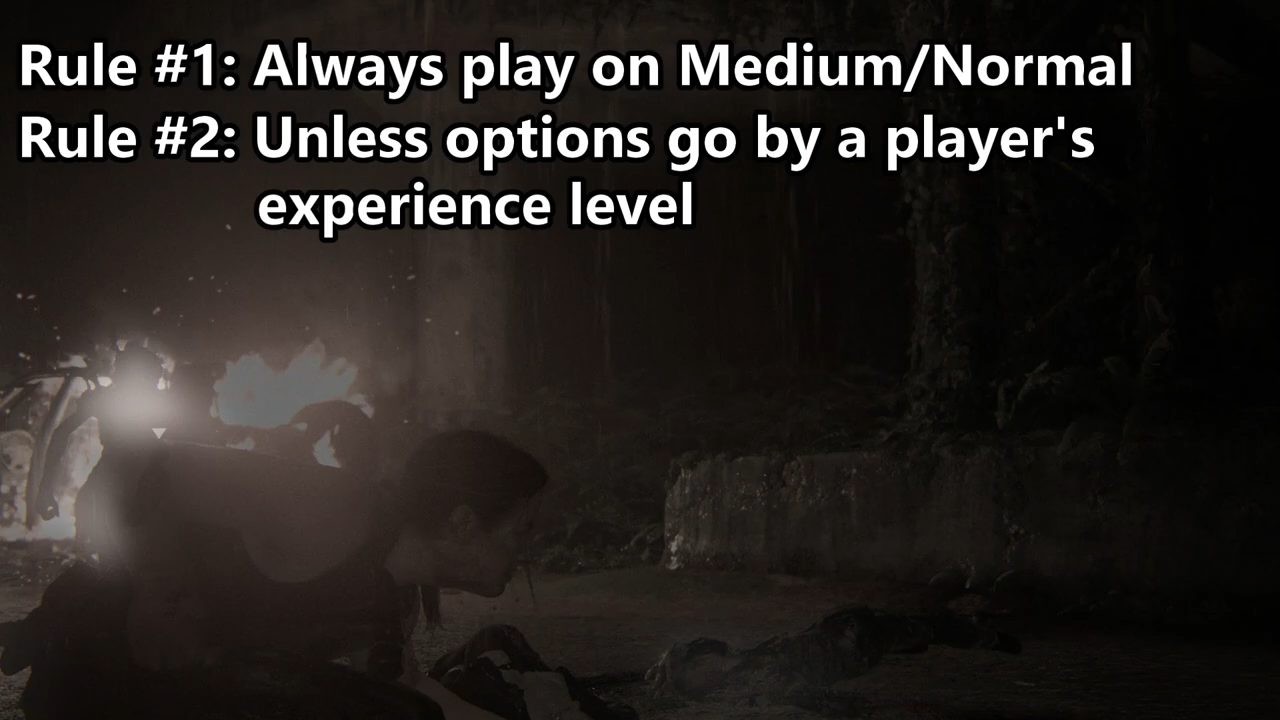 Rule #1: Always play on Medium/Normal
Rule #2: Unless options go by a player's
experience level